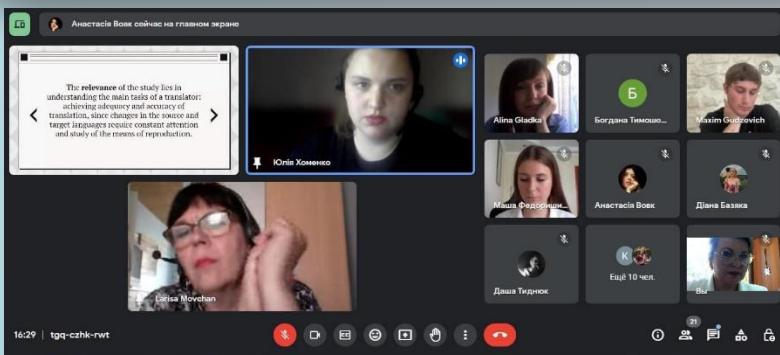 Анастасія Вовк сейчас на главном экране
The relevance of the study lies in
understanding the main tasks of a translator:
achieving adequacy and accuracy of
translation, since changes in the source and
target languages require constant attention
and study of the means of reproduction.
Юлія Хоменко
Alina Gladka
Б
Богдана Тимоше...
Maxim Gudzevich
Маша Федориши...
Анастасія Вовк
Діана Базяка
Larisa Movchan
Даша Тиднюк
К
Ещё 10 чел.
Вы
16:29 | tgq-czhk-rwt
CC
21